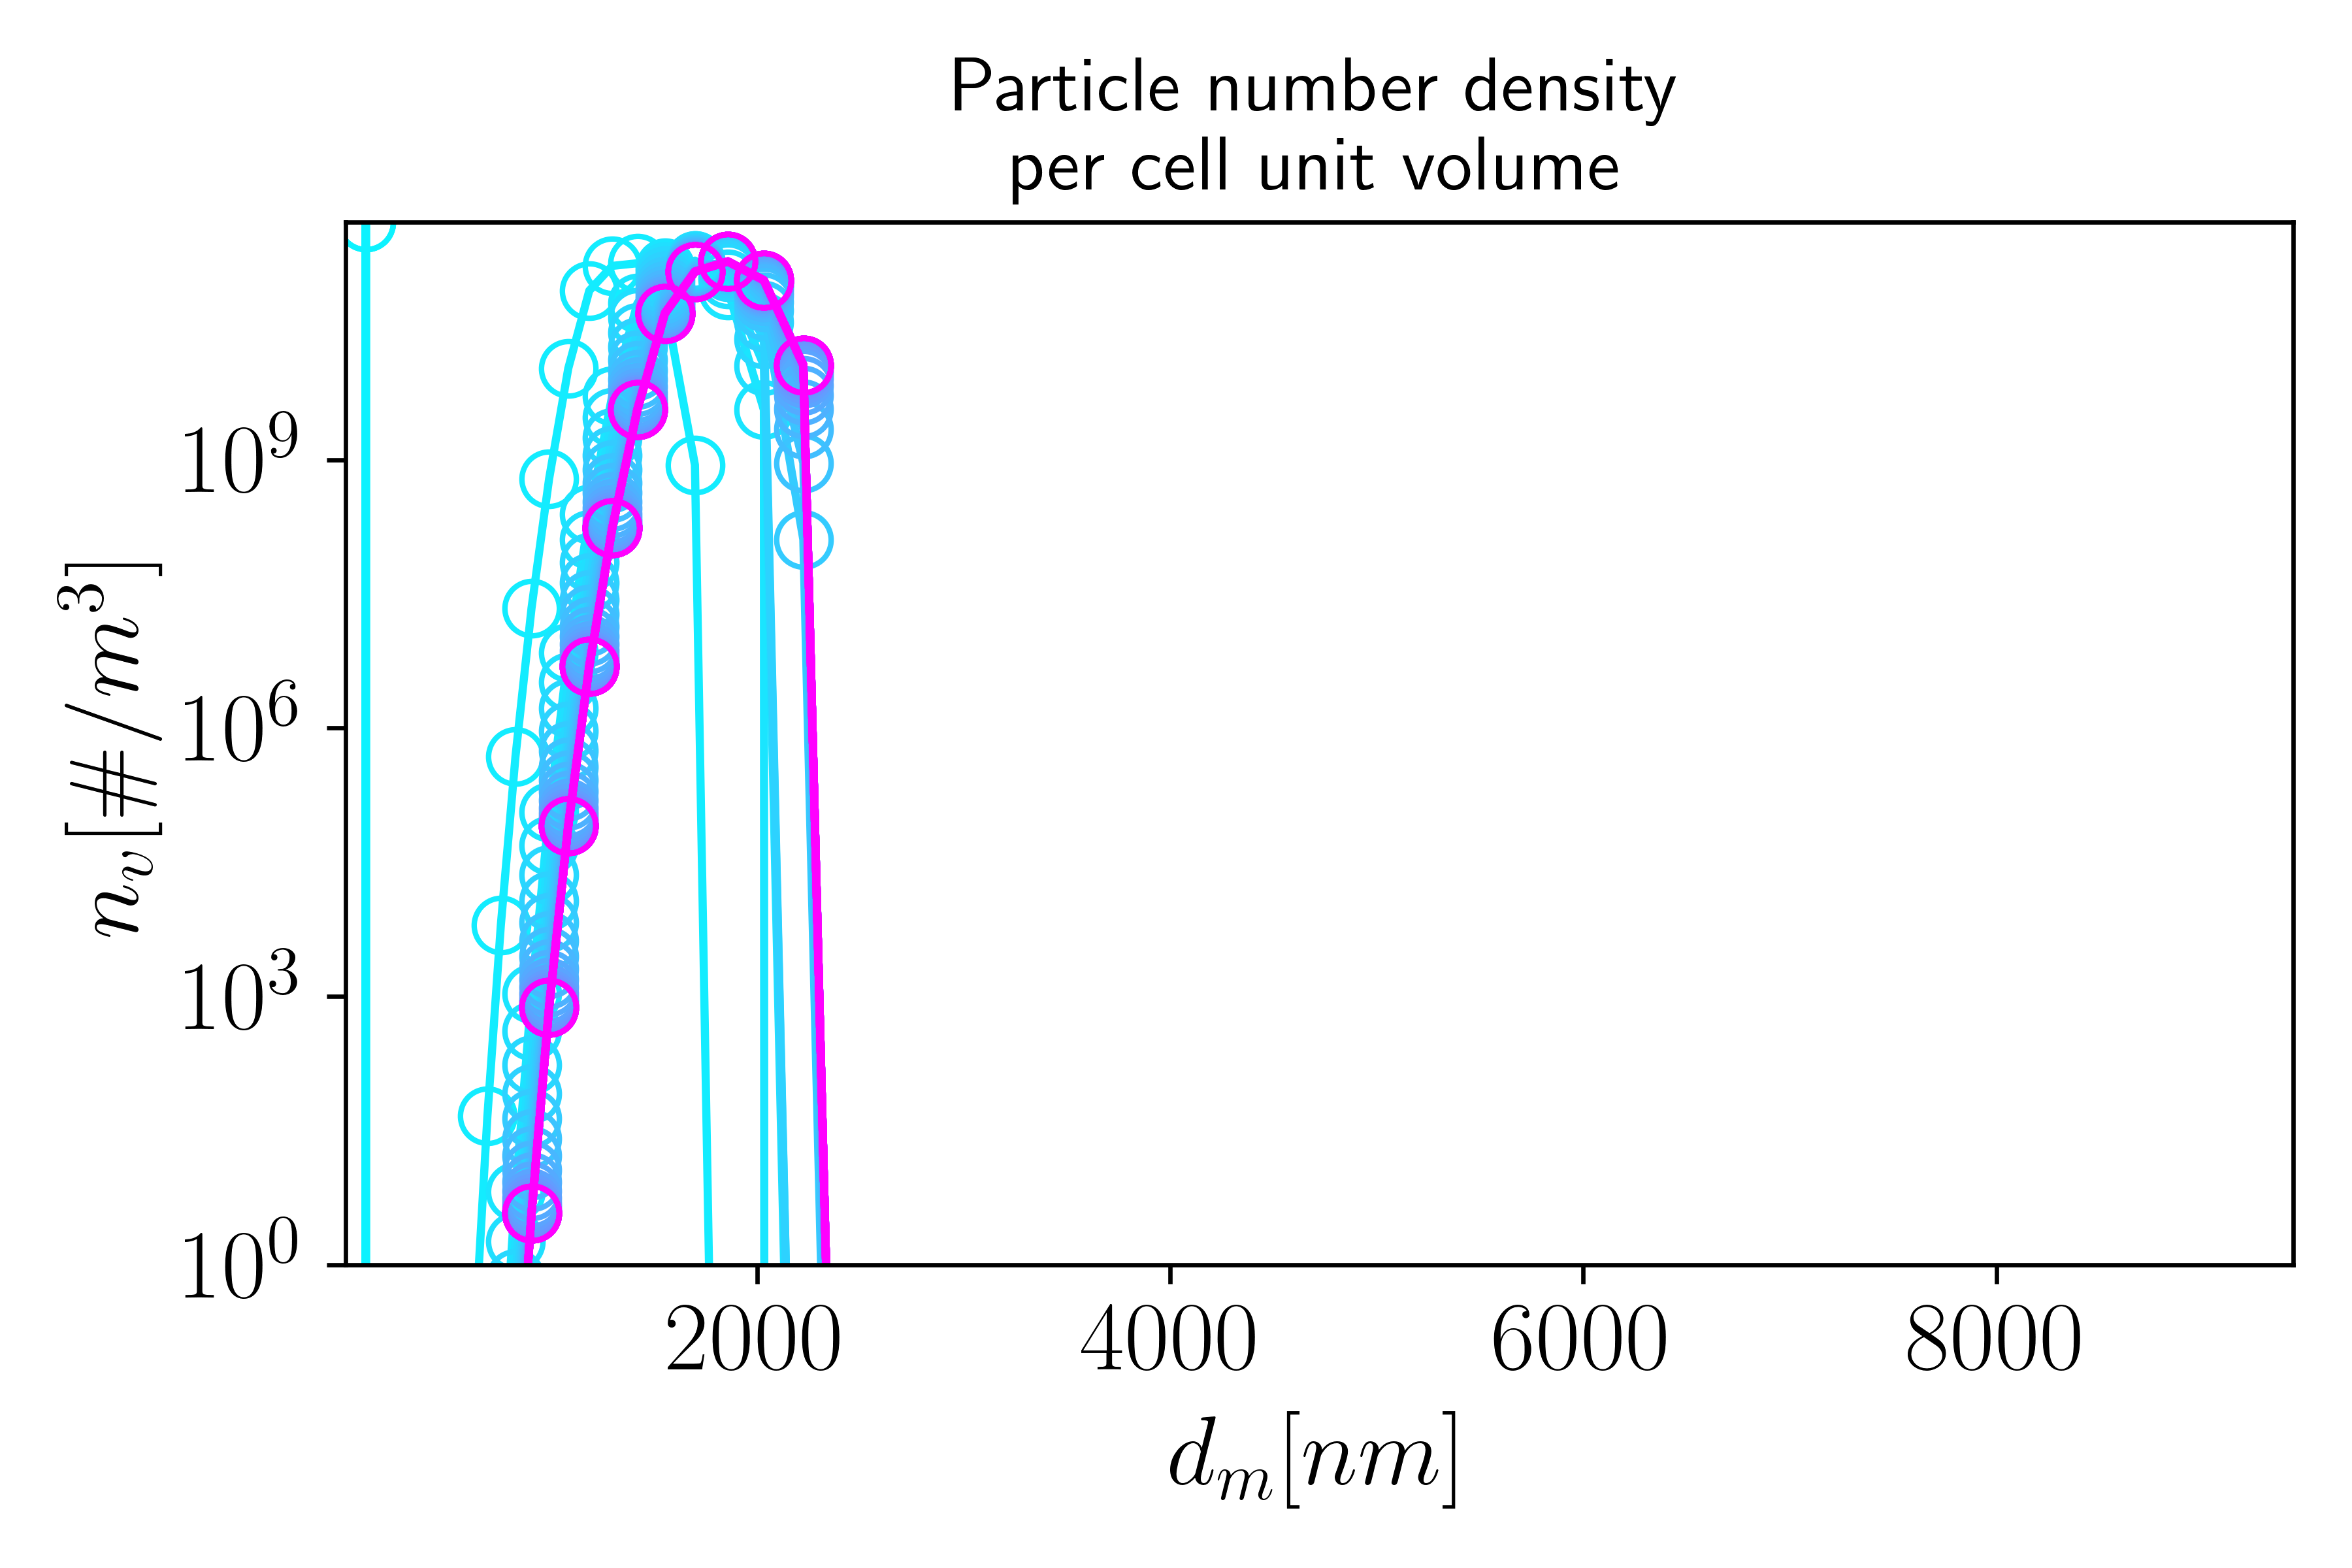 Particle number density
per cell unit volume
n_v[#/m^3]
10^9
10^6
10^3
10^0
2000 4000 6000 8000
d_m[nm]